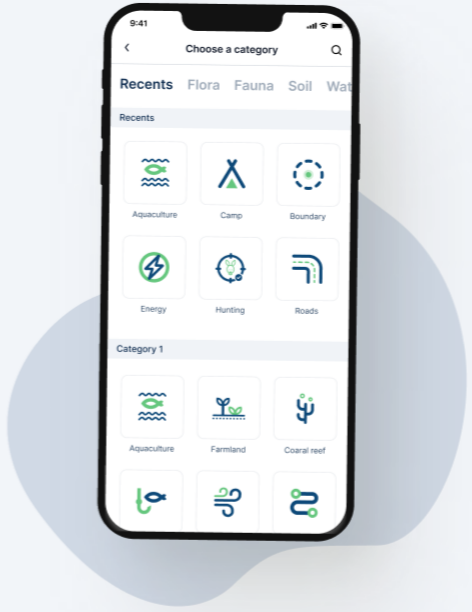 9:41
Choose a category
Recents Flora Fauna Soil Wat
Recents
Aquaculture Camp Boundary
Energy Hunting Roads
Category 1
Aquaculture Farmland Coaral reef